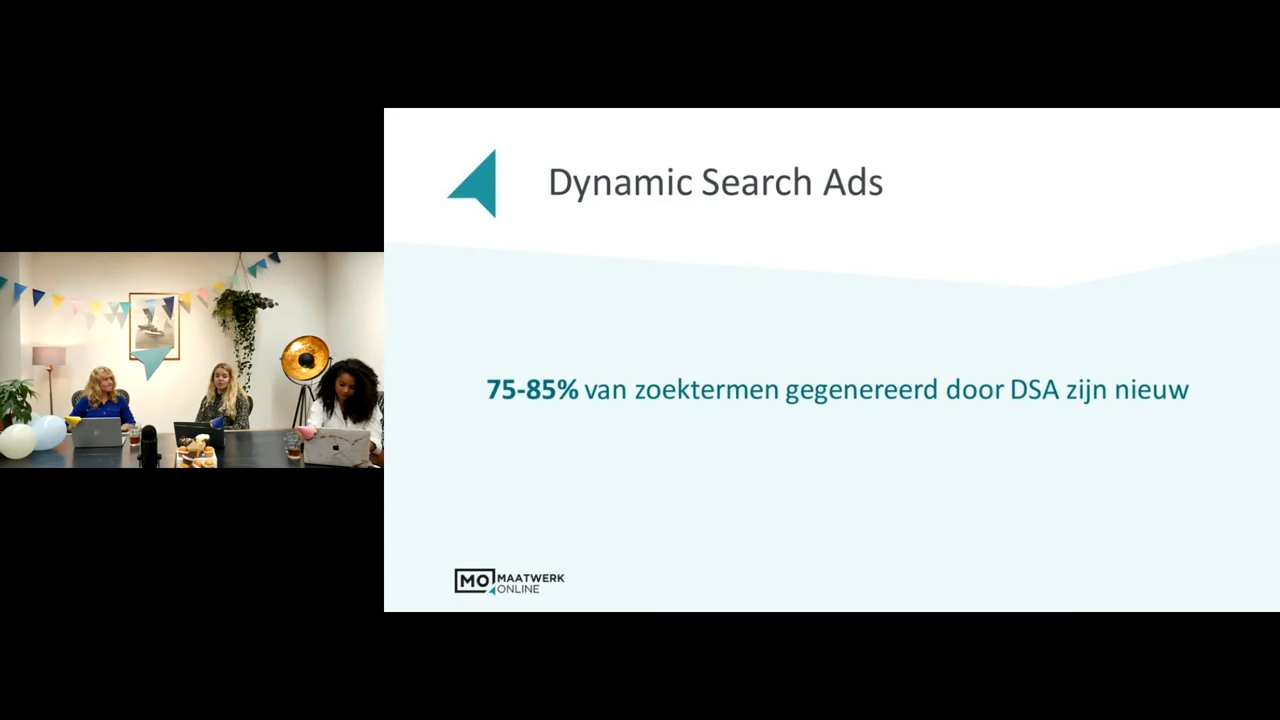 Dynamic Search Ads
75-85% van zoektermen gegenereerd door DSA zijn nieuw
MO MAATWERK
ONLINE